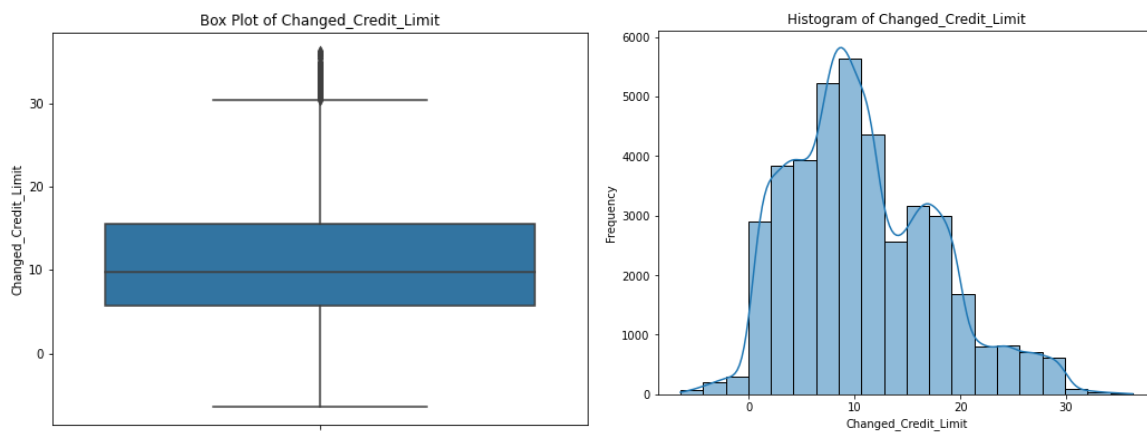 Box Plot of Changed_Credit_Limit
Changed_Credit_Limit
30
20
10
0
Histogram of Changed_Credit_Limit
Frequency
6000
5000
4000
3000
2000
1000
0
0 10 20 30
Changed_Credit_Limit